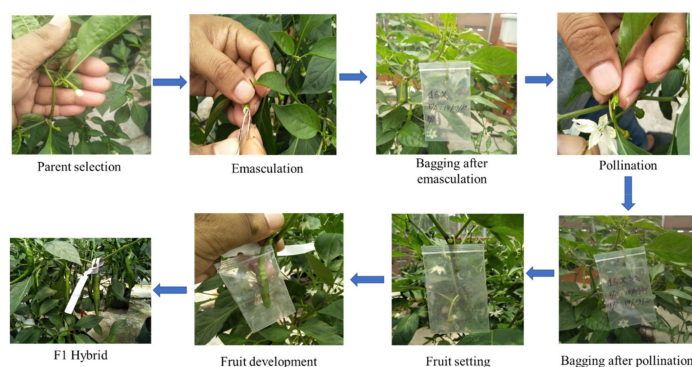 Parent selection
Emasculation
Bagging after
emasculation
Pollination
F1 Hybrid
Fruit development
Fruit setting
Bagging after pollination